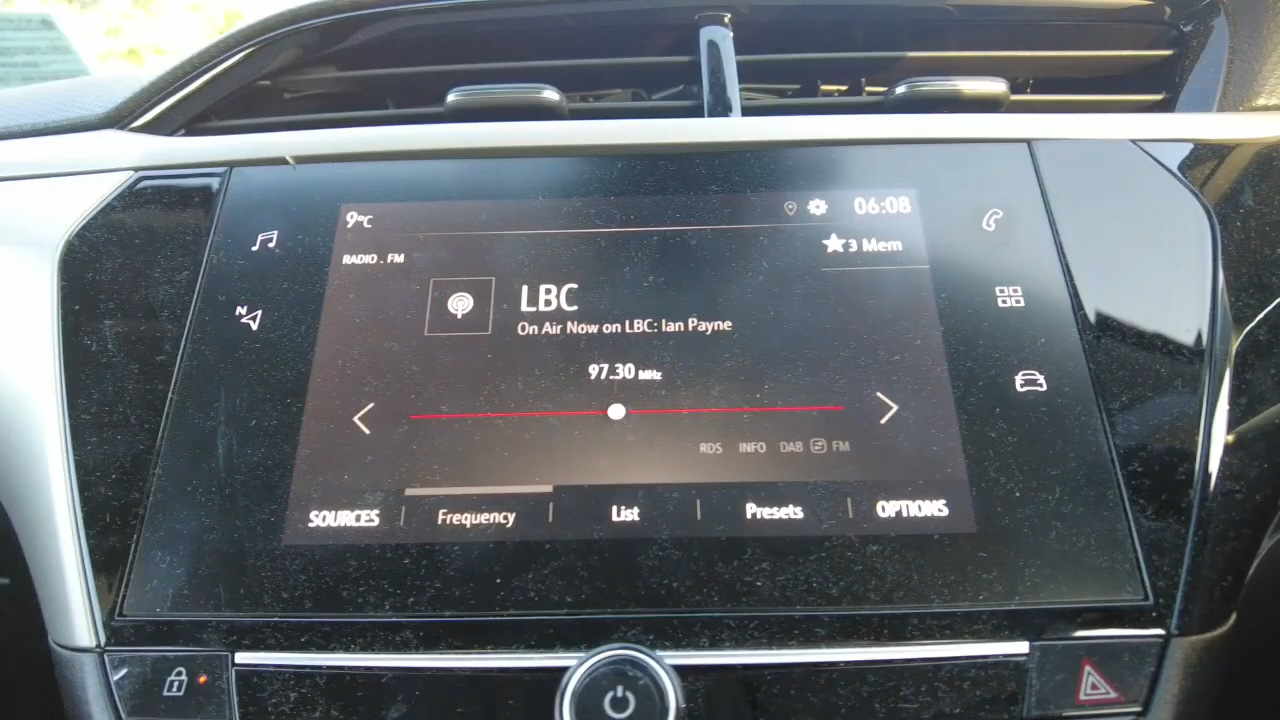 9°C
06:08
RADIO . FM
3 Mem
N
LBC
On Air Now on LBC: Ian Payne
97.30 MHz
RDS INFO DAB FM
SOURCES Frequency List Presets OPTIONS